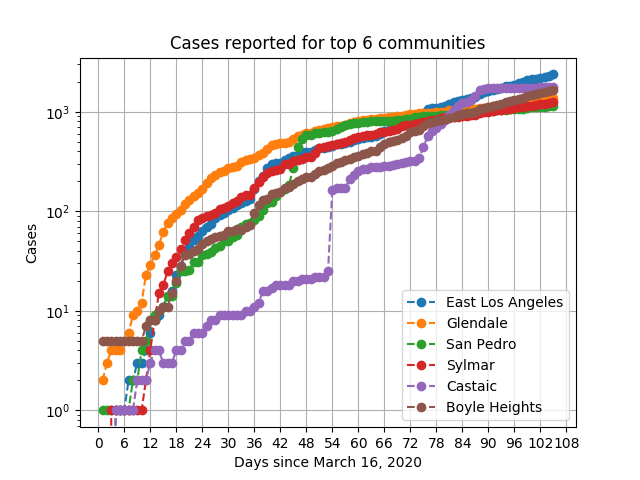 Cases reported for top 6 communities
Cases
10³
10²
10¹
10⁰
East Los Angeles
Glendale
San Pedro
Sylmar
Castaic
Boyle Heights
0 6 12 18 24 30 36 42 48 54 60 66 72 78 84 90 96 102 108
Days since March 16, 2020